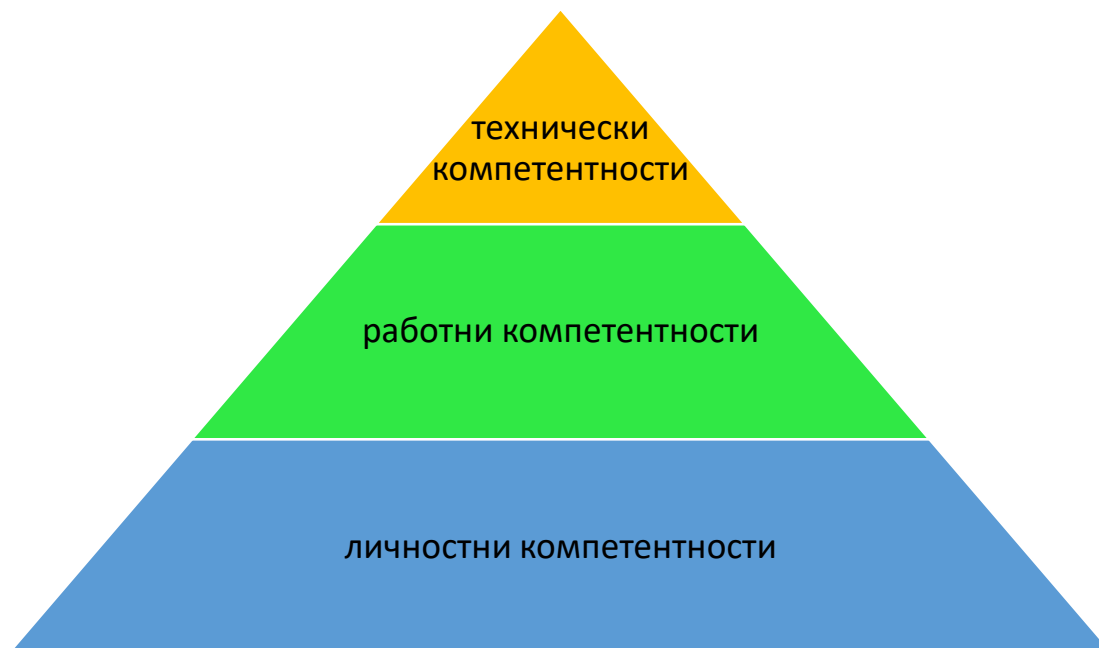 технически
компетентности
работни компетентности
личностни компетентности